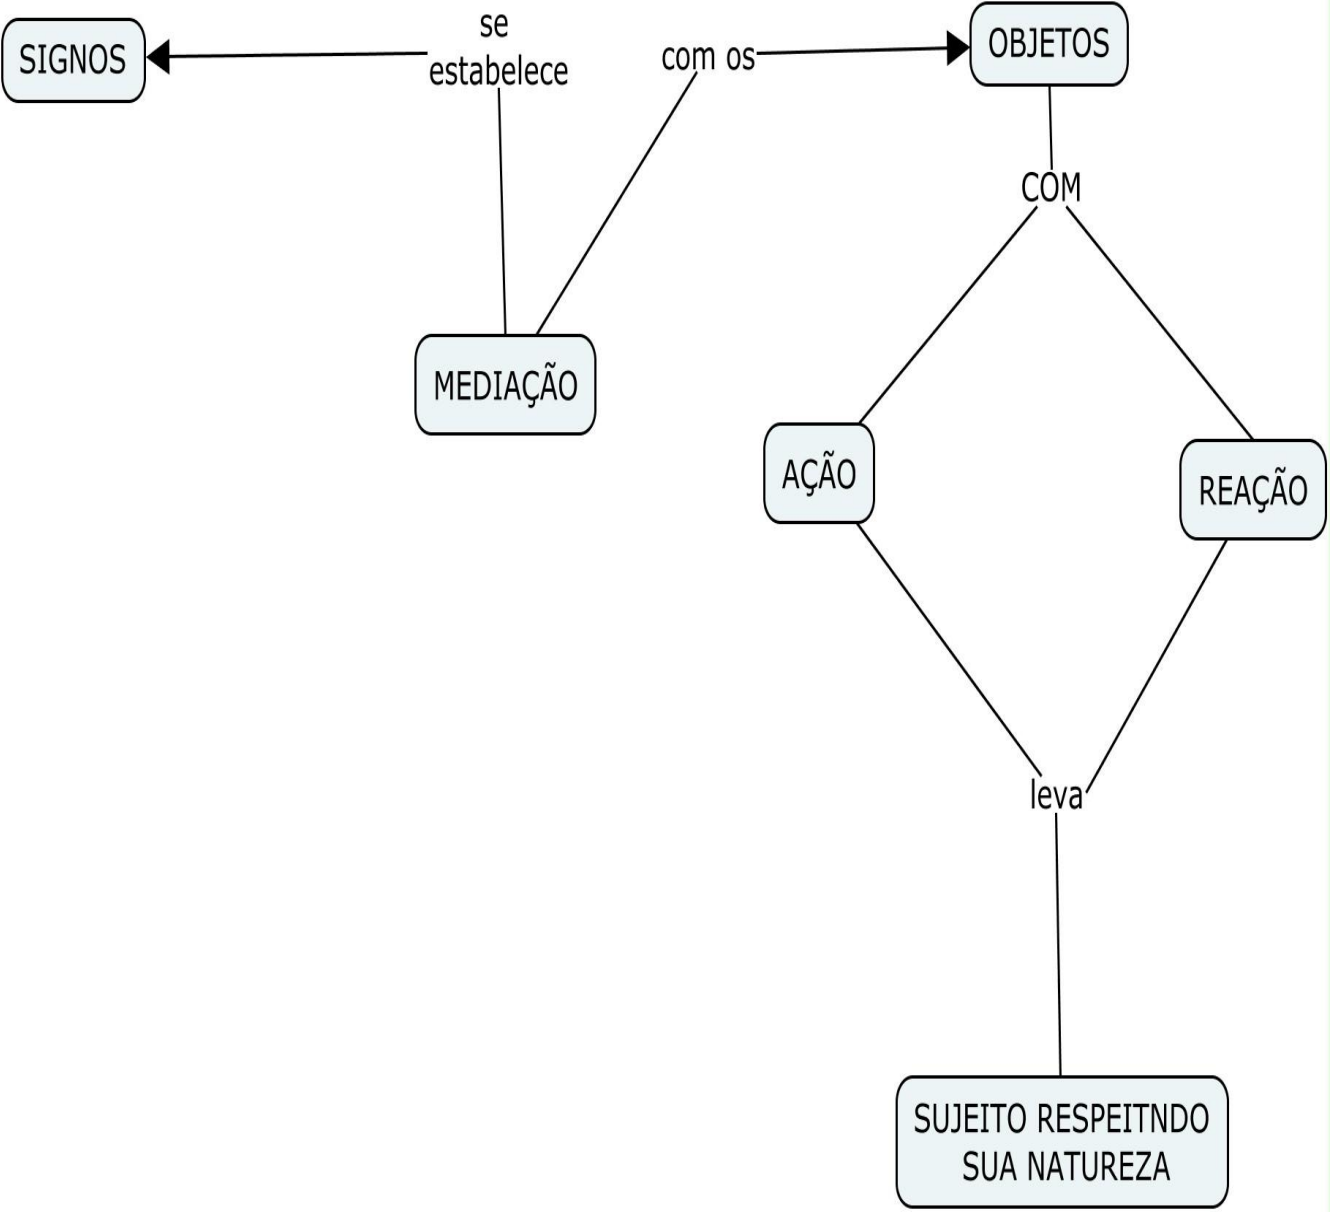 SIGNOS
se
estabelece
com os
OBJETOS
COM
MEDIAÇÃO
AÇÃO
REAÇÃO
leva
SUJEITO RESPEITNDO
SUA NATUREZA